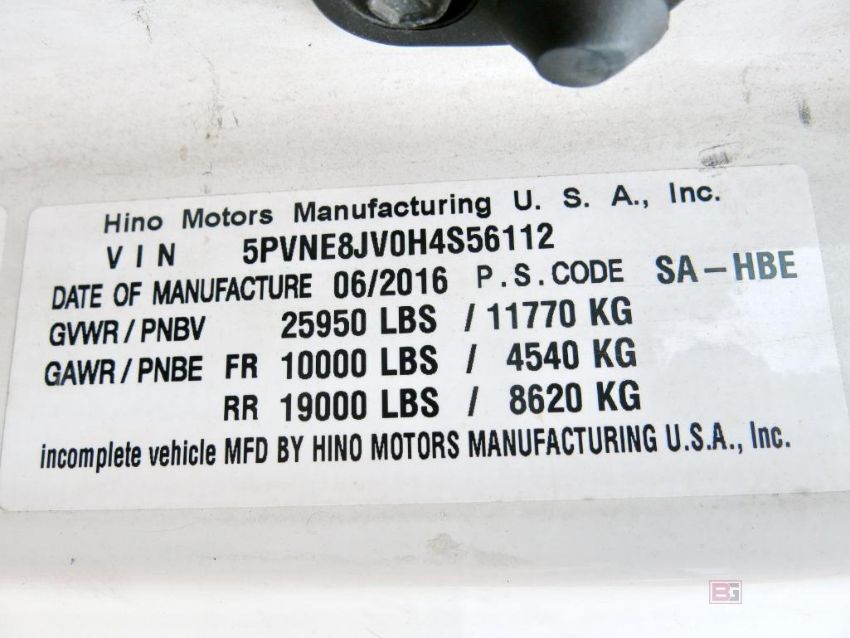 Hino Motors Manufacturing U. S. A., Inc.
VIN 5PVNE8JV0H4S56112
DATE OF MANUFACTURE 06/2016 P.S.CODE SA-HBE
GVWR/PNBV 25950 LBS / 11770 KG
GAWR/PNBE FR 10000 LBS / 4540 KG
RR 19000 LBS / 8620 KG
incomplete vehicle MFD BY HINO MOTORS MANUFACTURING U.S.A., Inc.
BG